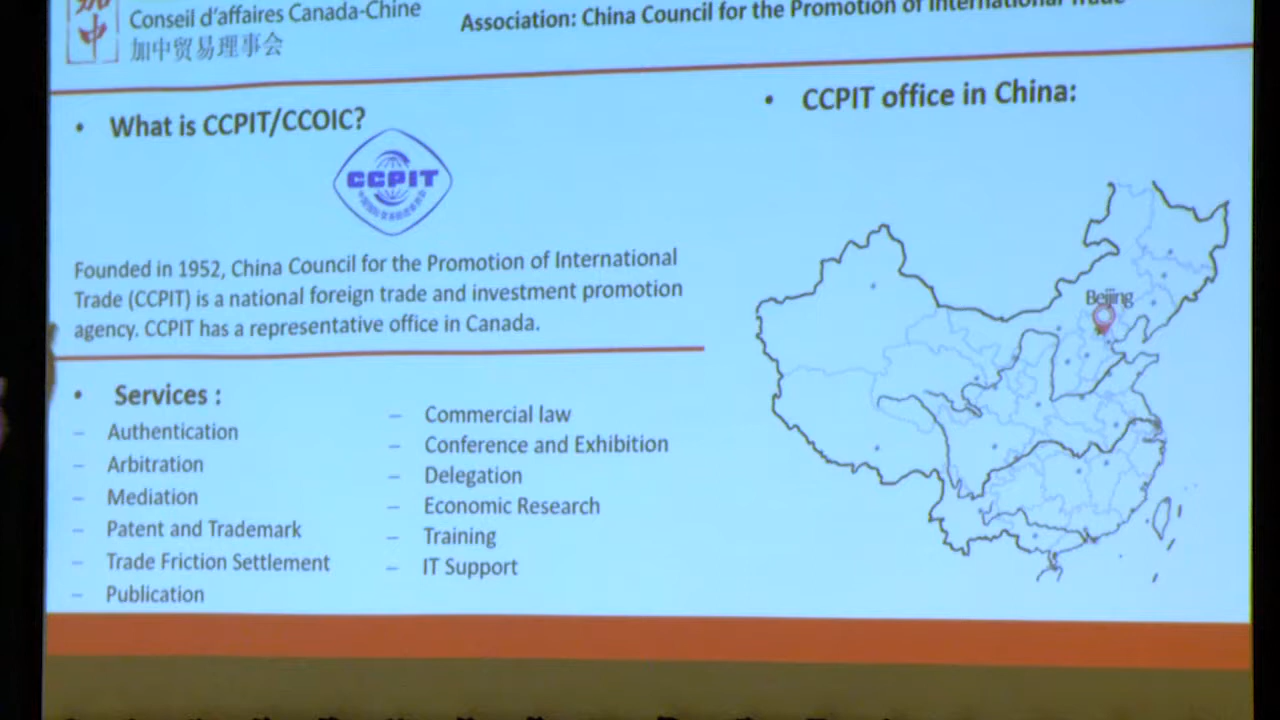 Conseil d'affaires Canada-Chine
加中贸易理事会
Association: China Council for the Promotion of International Trade
• What is CCPIT/CCOIC?
CCPIT
Founded in 1952, China Council for the Promotion of International
Trade (CCPIT) is a national foreign trade and investment promotion
agency. CCPIT has a representative office in Canada.
• Services :
– Authentication
– Arbitration
– Mediation
– Patent and Trademark
– Trade Friction Settlement
– Publication
– Commercial law
– Conference and Exhibition
– Delegation
– Economic Research
– Training
– IT Support
• CCPIT office in China:
Beijing